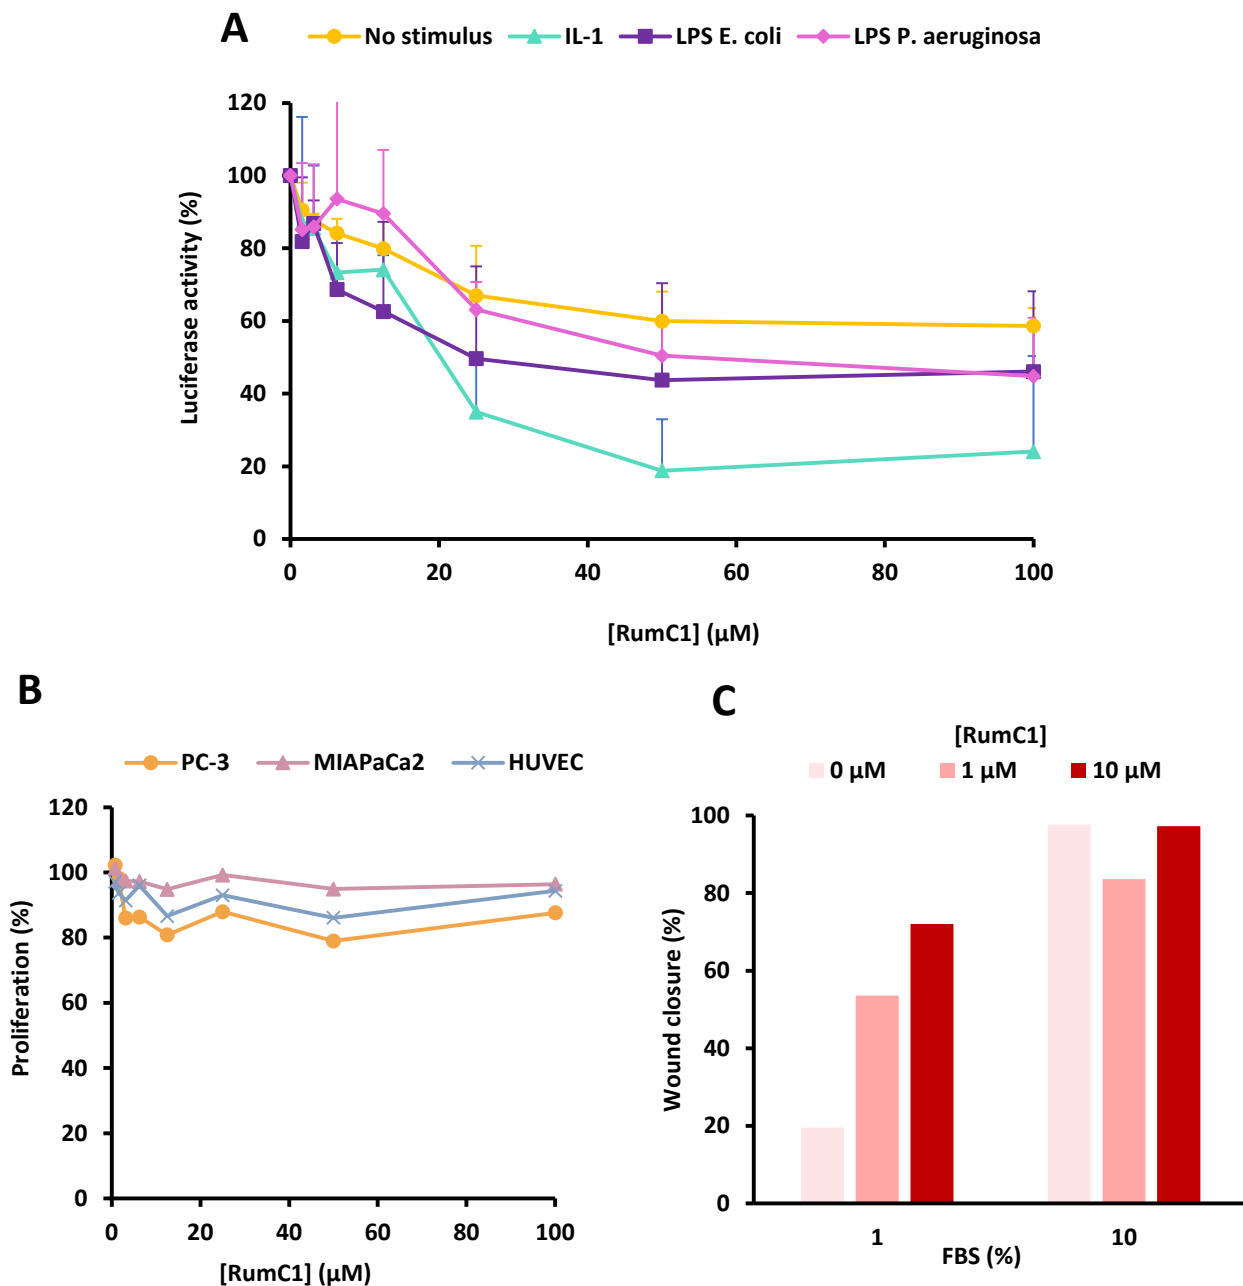 A
No stimulus IL-1 LPS E. coli LPS P. aeruginosa
120
100
80
60
40
20
0
Luciferase activity (%)
0 20 40 60 80 100
[RumC1] (µM)
B
PC-3 MIAPaCa2 HUVEC
120
100
80
60
40
20
0
Proliferation (%)
0 20 40 60 80 100
[RumC1] (µM)
C
[RumC1]
0 µM 1 µM 10 µM
100
80
60
40
20
0
Wound closure (%)
1 10
FBS (%)